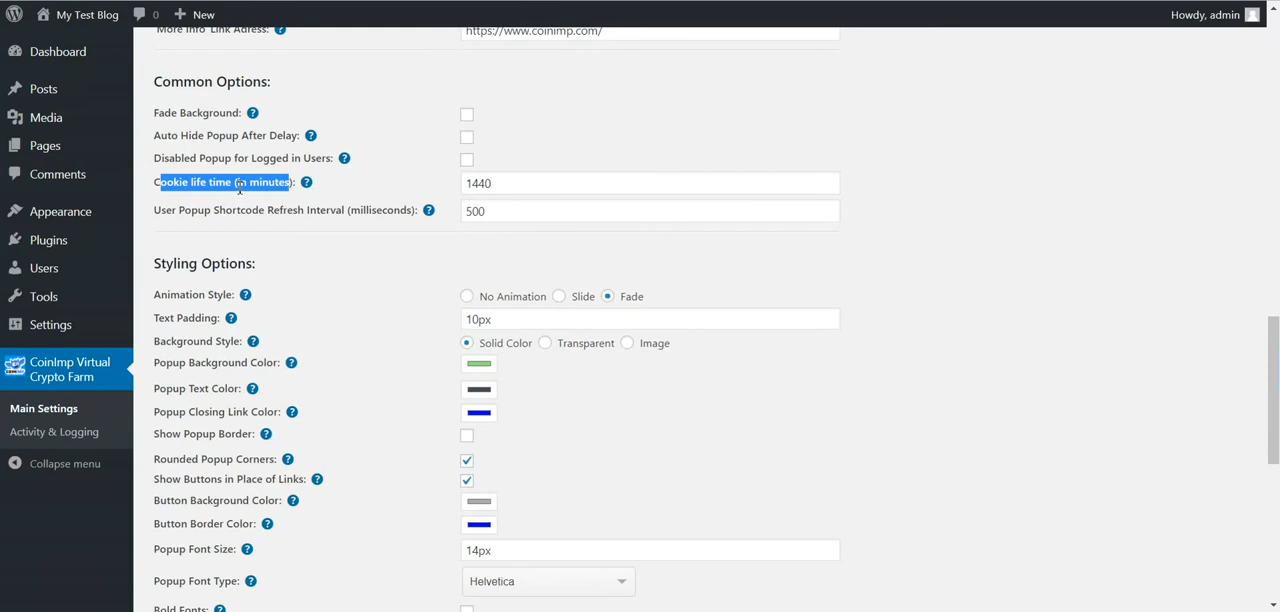 My Test Blog 0 New Howdy, admin
Dashboard
Posts
Media
Pages
Comments
Appearance
Plugins
Users
Tools
Settings
CoinImp Virtual
Crypto Farm
Main Settings
Activity & Logging
Collapse menu
More Info Link Adress: https://www.coinimp.com/
Common Options:
Fade Background:
Auto Hide Popup After Delay:
Disabled Popup for Logged in Users:
Cookie life time (in minutes): 1440
User Popup Shortcode Refresh Interval (milliseconds): 500
Styling Options:
Animation Style: No Animation Slide Fade
Text Padding: 10px
Background Style: Solid Color Transparent Image
Popup Background Color:
Popup Text Color:
Popup Closing Link Color:
Show Popup Border:
Rounded Popup Corners:
Show Buttons in Place of Links:
Button Background Color:
Button Border Color:
Popup Font Size: 14px
Popup Font Type: Helvetica
Bold Fonts: